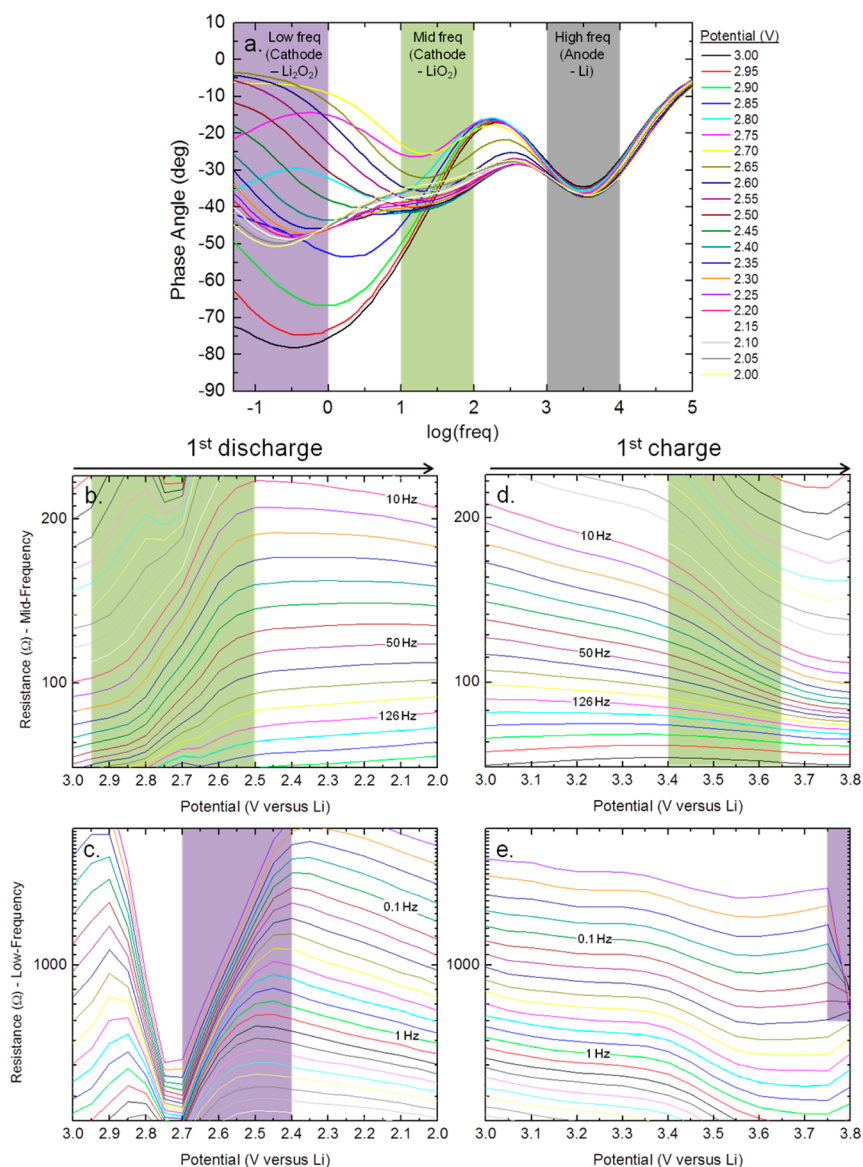 10
0
-10
-20
-30
-40
-50
-60
-70
-80
-90
Phase Angle (deg)
a.
Low freq
(Cathode
– Li₂O₂)
Mid freq
(Cathode
- LiO₂)
High freq
(Anode
- Li)
-1 0 1 2 3 4 5
log(freq)
Potential (V)
3.00
2.95
2.90
2.85
2.80
2.75
2.70
2.65
2.60
2.55
2.50
2.45
2.40
2.35
2.30
2.25
2.20
2.15
2.10
2.05
2.00
1st discharge
1st charge
b.
200
100
Resistance (Ω) - Mid-Frequency
10 Hz
50 Hz
126 Hz
3.0 2.9 2.8 2.7 2.6 2.5 2.4 2.3 2.2 2.1 2.0
Potential (V versus Li)
d.
200
100
10 Hz
50 Hz
126 Hz
3.0 3.1 3.2 3.3 3.4 3.5 3.6 3.7 3.8
Potential (V versus Li)
c.
1000
Resistance (Ω) - Low-Frequency
0.1 Hz
1 Hz
3.0 2.9 2.8 2.7 2.6 2.5 2.4 2.3 2.2 2.1 2.0
Potential (V versus Li)
e.
1000
0.1 Hz
1 Hz
3.0 3.1 3.2 3.3 3.4 3.5 3.6 3.7 3.8
Potential (V versus Li)